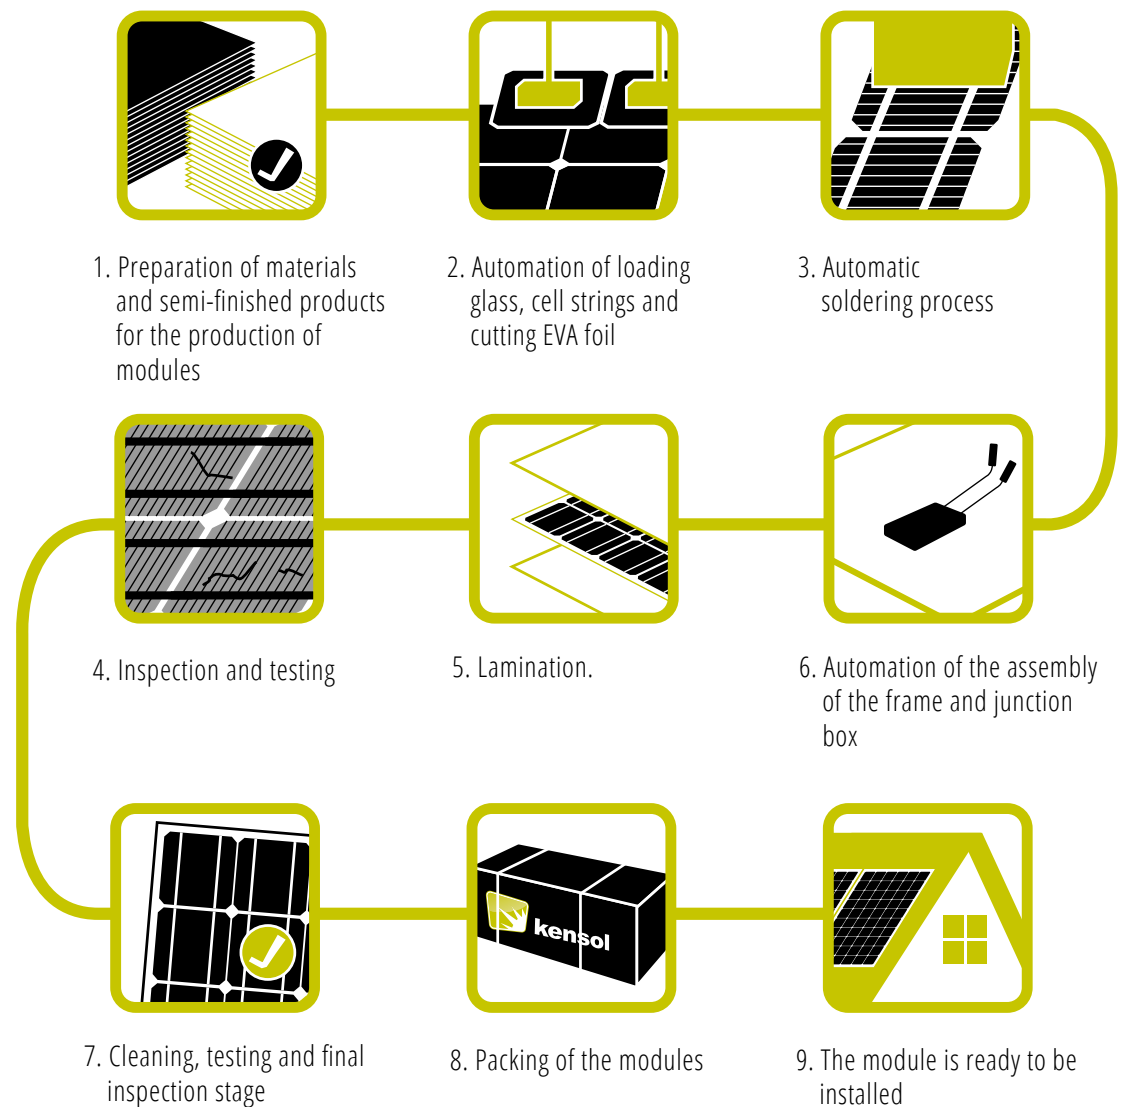 1. Preparation of materials
and semi-finished products
for the production of
modules
2. Automation of loading
glass, cell strings and
cutting EVA foil
3. Automatic
soldering process
4. Inspection and testing
5. Lamination.
6. Automation of the assembly
of the frame and junction
box
kensol
7. Cleaning, testing and final
inspection stage
8. Packing of the modules
9. The module is ready to be
installed